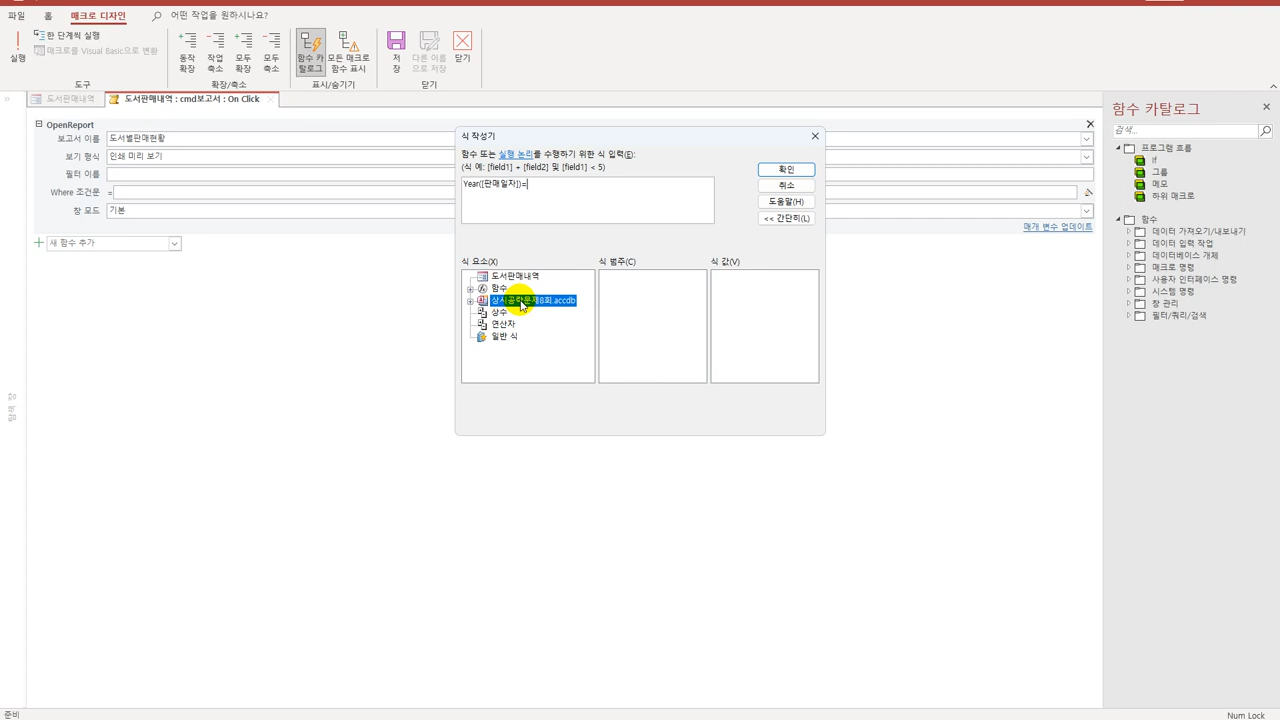 파일 홈 매크로 디자인 어떤 작업을 원하시나요?
실행
한 단계씩 실행
매크로를 Visual Basic으로 변환
도구
동작 확장
작업 축소
모두 확장
모두 축소
확장/축소
함수 카탈로그
모든 매크로 함수 표시
표시/숨기기
저장
다른 이름으로 저장
닫기
닫기
도서판매내역
도서판매내역 : cmd보고서 : On Click
OpenReport
보고서 이름 도서별판매현황
보기 형식 인쇄 미리 보기
필터 이름
Where 조건문 =
창 모드 기본
매개 변수 업데이트
새 함수 추가
식 작성기
함수 또는 실행 논리를 수행하기 위한 식 입력(E):
(식 예: [field1] + [field2] 및 [field1] < 5)
Year([판매일자])=
확인
취소
도움말(H)
<< 간단히(L)
식 요소(X) 식 범주(C) 식 값(V)
도서판매내역
함수
상시공략문제8회.accdb
상수
연산자
일반 식
함수 카탈로그
검색...
프로그램 흐름
If
그룹
메모
하위 매크로
함수
데이터 가져오기/내보내기
데이터 입력 작업
데이터베이스 개체
매크로 명령
사용자 인터페이스 명령
시스템 명령
창 관리
필터/쿼리/검색
탐색 창
준비
Num Lock